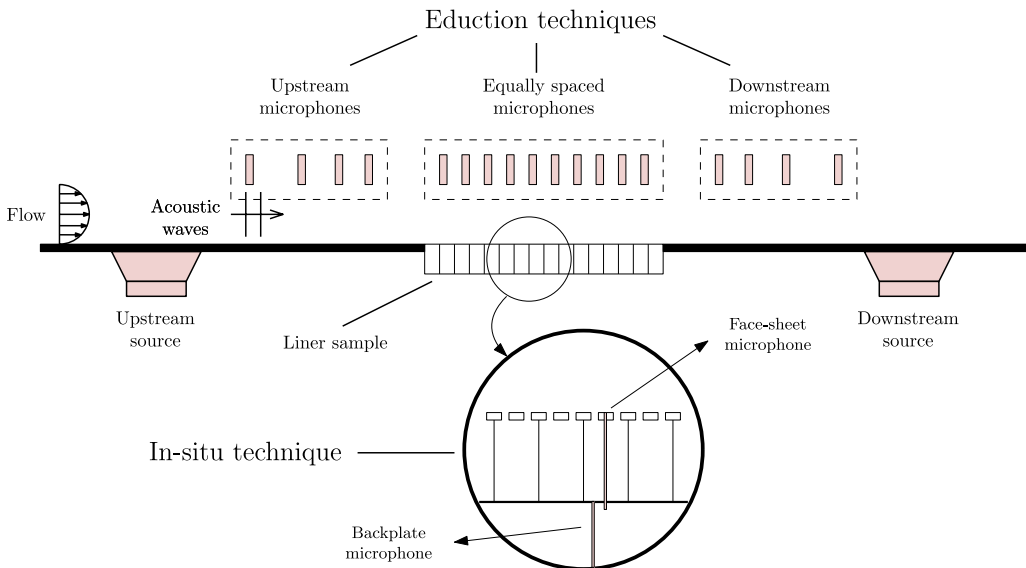 Eduction techniques
Upstream
microphones
Equally spaced
microphones
Downstream
microphones
Flow
Acoustic
waves
Upstream
source
Liner sample
Downstream
source
Face-sheet
microphone
In-situ technique
Backplate
microphone